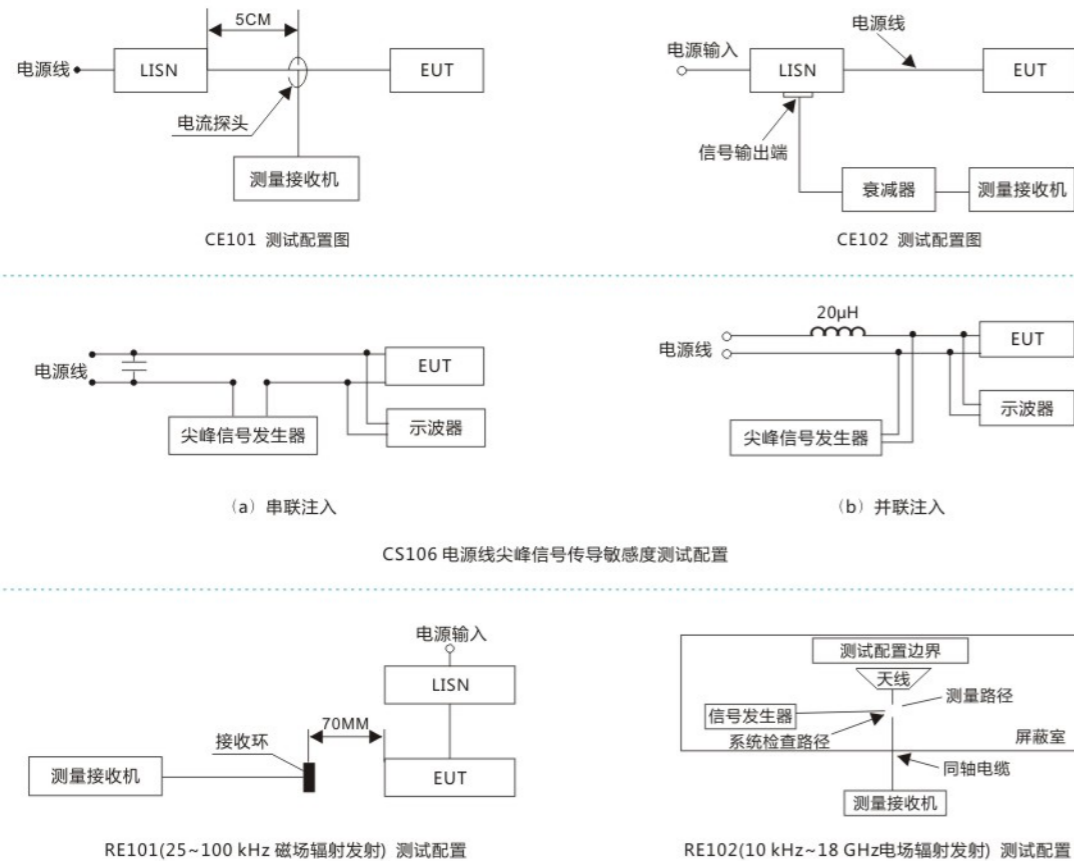 5CM
电源线
LISN
EUT
电流探头
测量接收机
CE101 测试配置图
电源线
电源输入
LISN
EUT
信号输出端
衰减器
测量接收机
CE102 测试配置图
电源线
EUT
尖峰信号发生器
示波器
(a) 串联注入
20μH
电源线
EUT
示波器
尖峰信号发生器
(b) 并联注入
CS106 电源线尖峰信号传导敏感度测试配置
电源输入
LISN
70MM
接收环
测量接收机
EUT
RE101(25~100 kHz 磁场辐射发射) 测试配置
测试配置边界
天线
测量路径
信号发生器
系统检查路径
屏蔽室
同轴电缆
测量接收机
RE102(10 kHz~18 GHz电场辐射发射) 测试配置